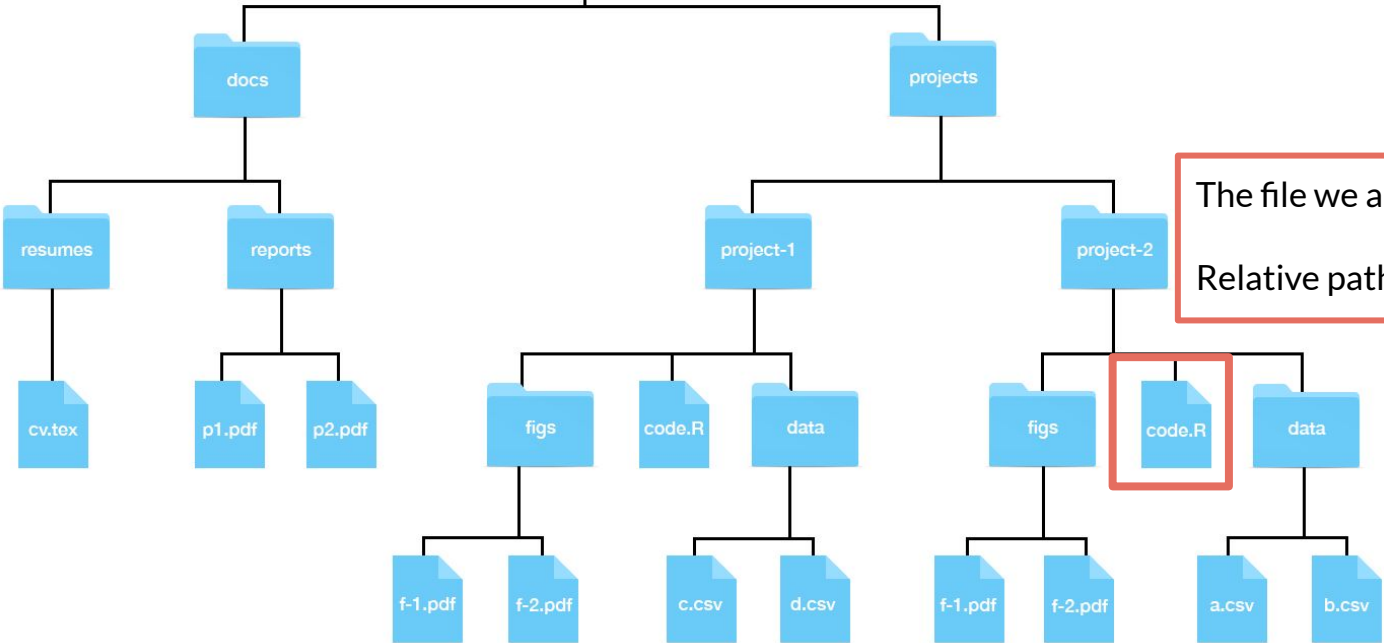 docs
projects
The file we a
Relative path
resumes
reports
project-1
project-2
cv.tex
p1.pdf
p2.pdf
figs
code.R
data
figs
code.R
data
f-1.pdf
f-2.pdf
c.csv
d.csv
f-1.pdf
f-2.pdf
a.csv
b.csv